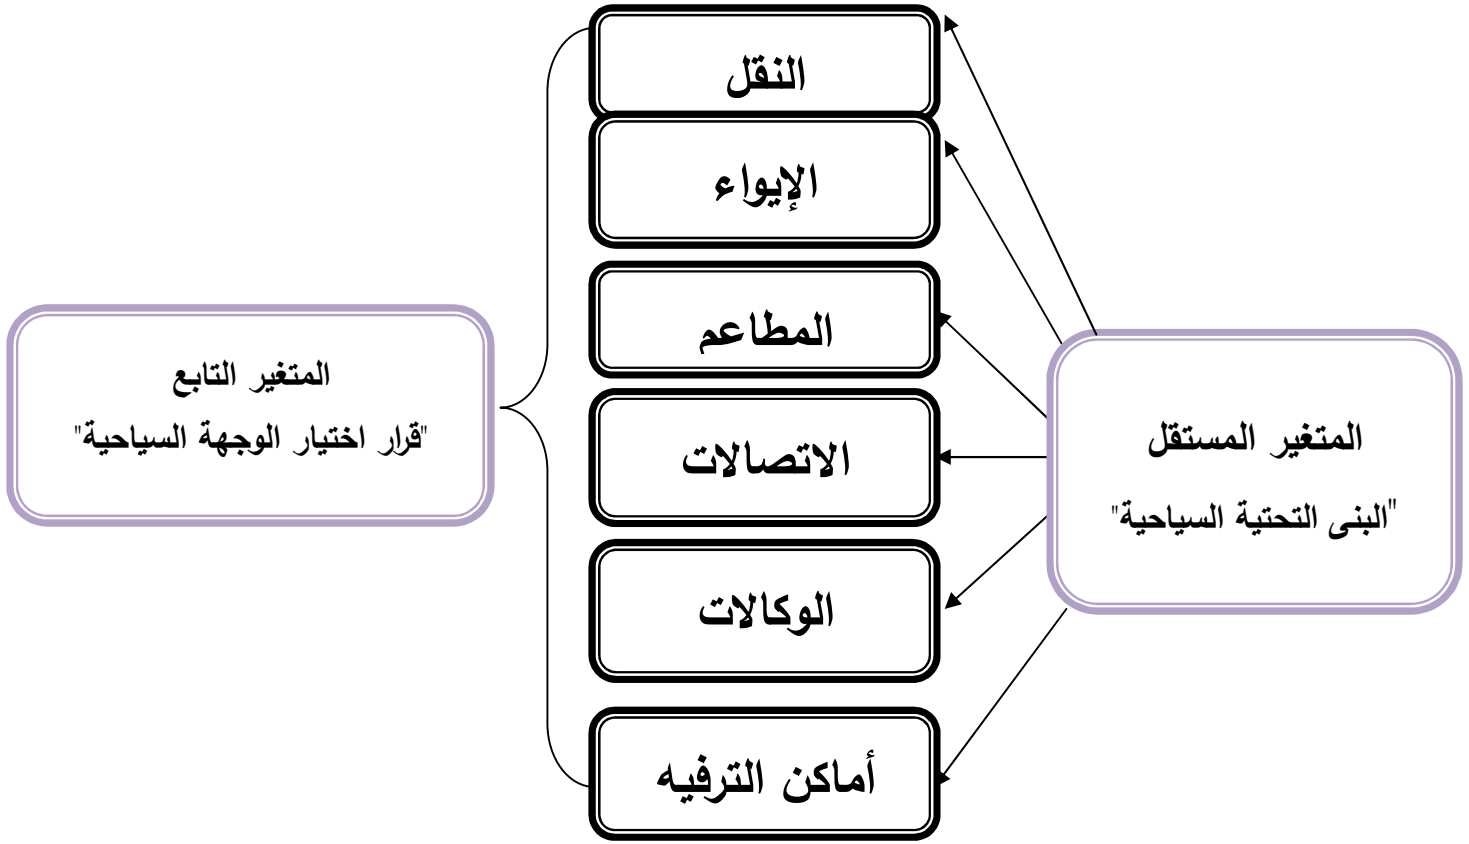 المتغير المستقل
"البنى التحتية السياحية"
النقل
الإيواء
المطاعم
الاتصالات
الوكالات
أماكن الترفيه
المتغير التابع
"قرار اختيار الوجهة السياحية"